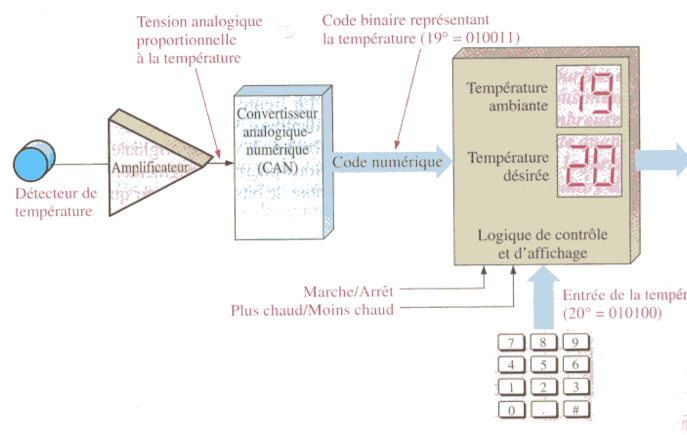 Tension analogique
proportionnelle
à la température
Code binaire représentant
la température (19° = 010011)
Température
ambiante
19
Convertisseur
analogique-
numérique
(CAN)
Amplificateur
Code numérique
Température
désirée
20
Détecteur de
température
Logique de contrôle
et d'affichage
Marche/Arrêt
Plus chaud/Moins chaud
Entrée de la
(20° = 010100)
7 8 9
4 5 6
1 2 3
0 . #